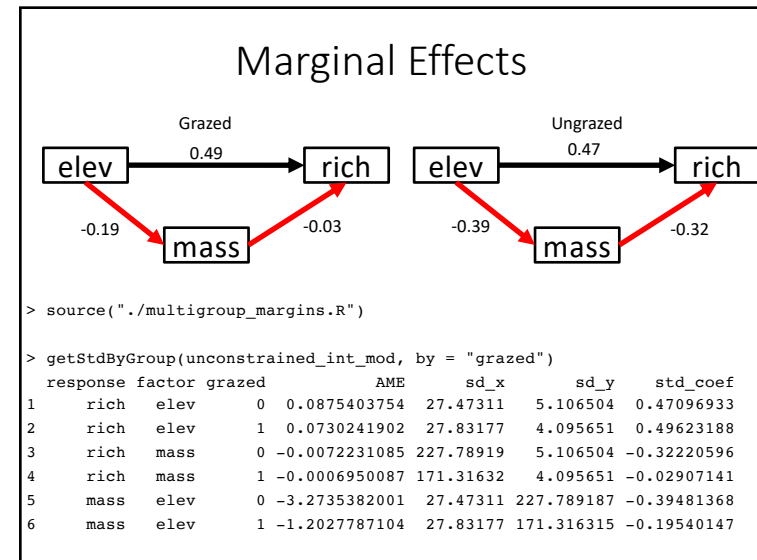 Marginal Effects
Grazed
elev 0.49 rich
-0.19 -0.03
mass
Ungrazed
elev 0.47 rich
-0.39 -0.32
mass
> source("./multigroup_margins.R")
> getStdByGroup(unconstrained_int_mod, by = "grazed")
response factor grazed AME sd_x sd_y std_coef
1 rich elev 0 0.0875403754 27.47311 5.106504 0.47096933
2 rich elev 1 0.0730241902 27.83177 4.095651 0.49623188
3 rich mass 0 -0.0072231085 227.78919 5.106504 -0.32220596
4 rich mass 1 -0.0006950087 171.31632 4.095651 -0.02907141
5 mass elev 0 -3.2735382001 27.47311 227.789187 -0.39481368
6 mass elev 1 -1.2027787104 27.83177 171.316315 -0.19540147